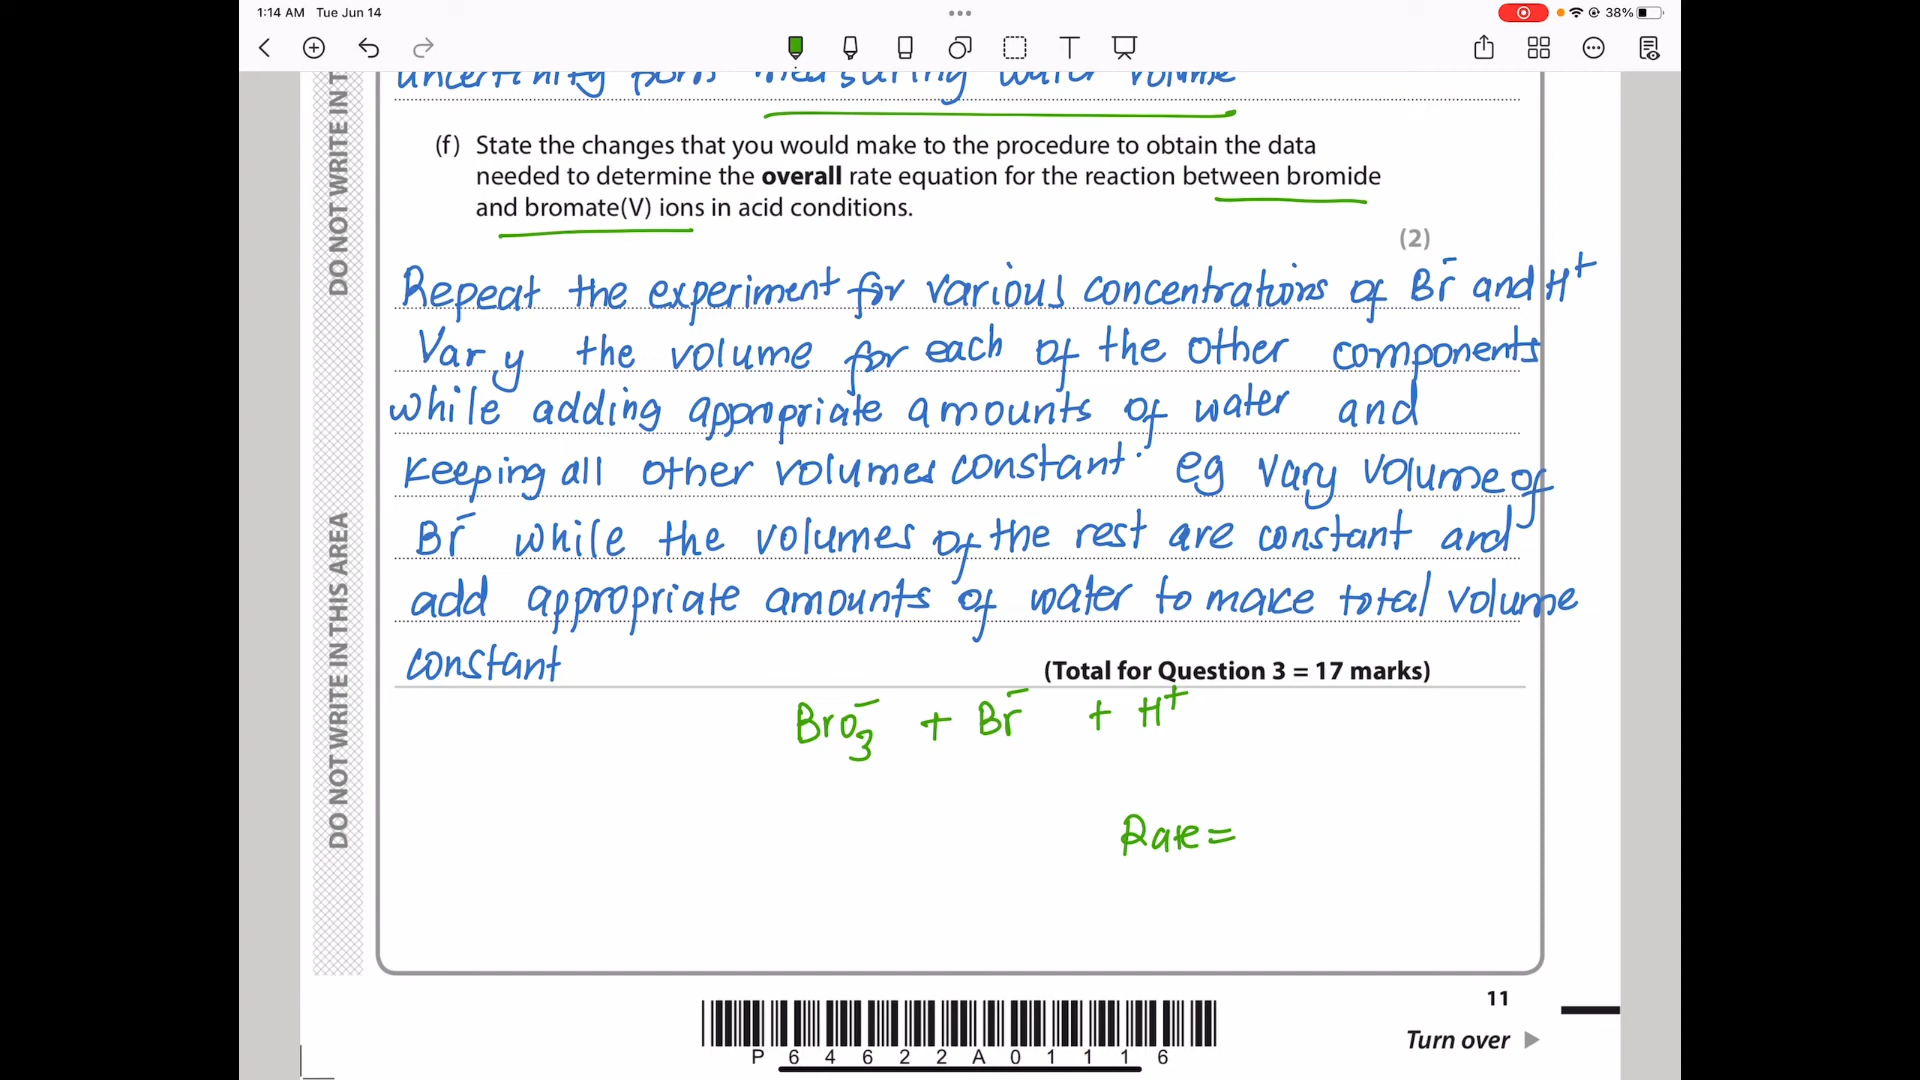 1:14 AM Tue Jun 14
38%
uncertinity from measuring water volume
(f) State the changes that you would make to the procedure to obtain the data
needed to determine the overall rate equation for the reaction between bromide
and bromate(V) ions in acid conditions.
(2)
Repeat the experiment for various concentrations of Br⁻ and H⁺
Vary the volume for each of the other components
while adding appropriate amounts of water and
keeping all other volumes constant. eg vary volume of
Br⁻ while the volumes of the rest are constant and
add appropriate amounts of water to make total volume
constant
(Total for Question 3 = 17 marks)
BrO₃⁻ + Br⁻ + H⁺
Rate =
DO NOT WRITE IN T
DO NOT WRITE IN THIS AREA
11
P 6 4 6 2 2 A 0 1 1 1 6
Turn over